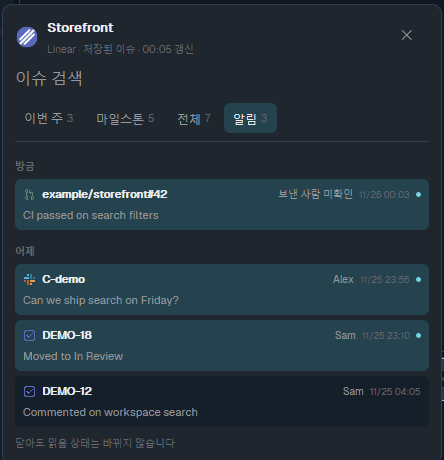 Storefront
Linear · 저장된 이슈 · 00:05 갱신
이슈 검색
이번 주 3 마일스톤 5 전체 7 알림 3
방금
example/storefront#42 보낸 사람 미확인 11/26 00:03
CI passed on search filters
어제
C-demo Alex 11/25 23:56
Can we ship search on Friday?
DEMO-18 Sam 11/25 23:10
Moved to In Review
DEMO-12 Sam 11/25 04:05
Commented on workspace search
닫아도 읽음 상태는 바뀌지 않습니다